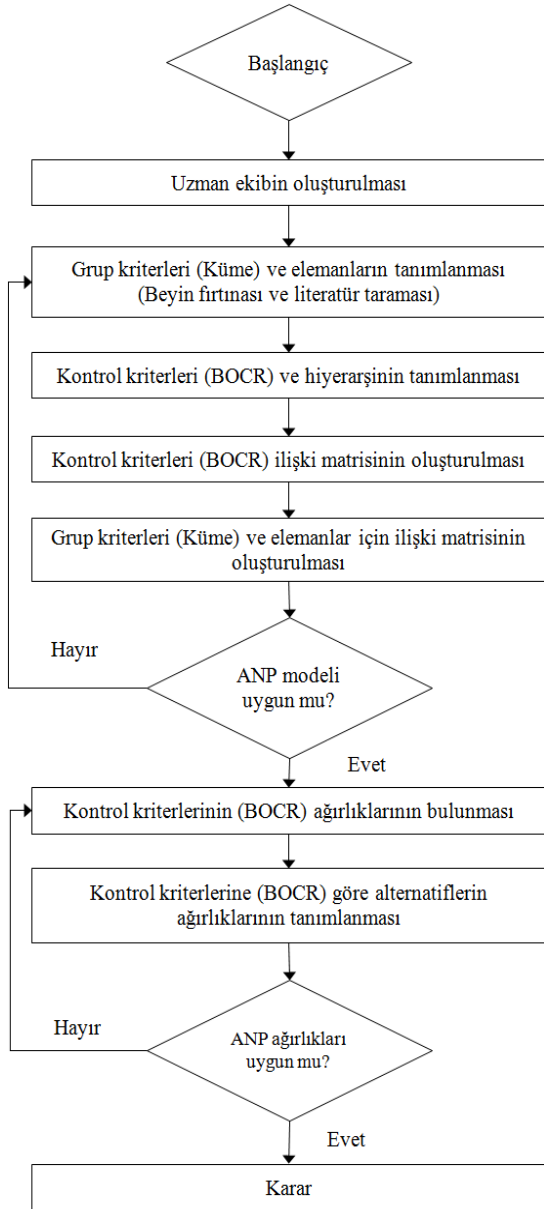 Başlangıç
Uzman ekibin oluşturulması
Grup kriterleri (Küme) ve elemanların tanımlanması
(Beyin fırtınası ve literatür taraması)
Kontrol kriterleri (BOCR) ve hiyerarşinin tanımlanması
Kontrol kriterleri (BOCR) ilişki matrisinin oluşturulması
Grup kriterleri (Küme) ve elemanlar için ilişki matrisinin
oluşturulması
Hayır
ANP modeli
uygun mu?
Evet
Kontrol kriterlerinin (BOCR) ağırlıklarının bulunması
Kontrol kriterlerine (BOCR) göre alternatiflerin
ağırlıklarının tanımlanması
Hayır
ANP ağırlıkları
uygun mu?
Evet
Karar